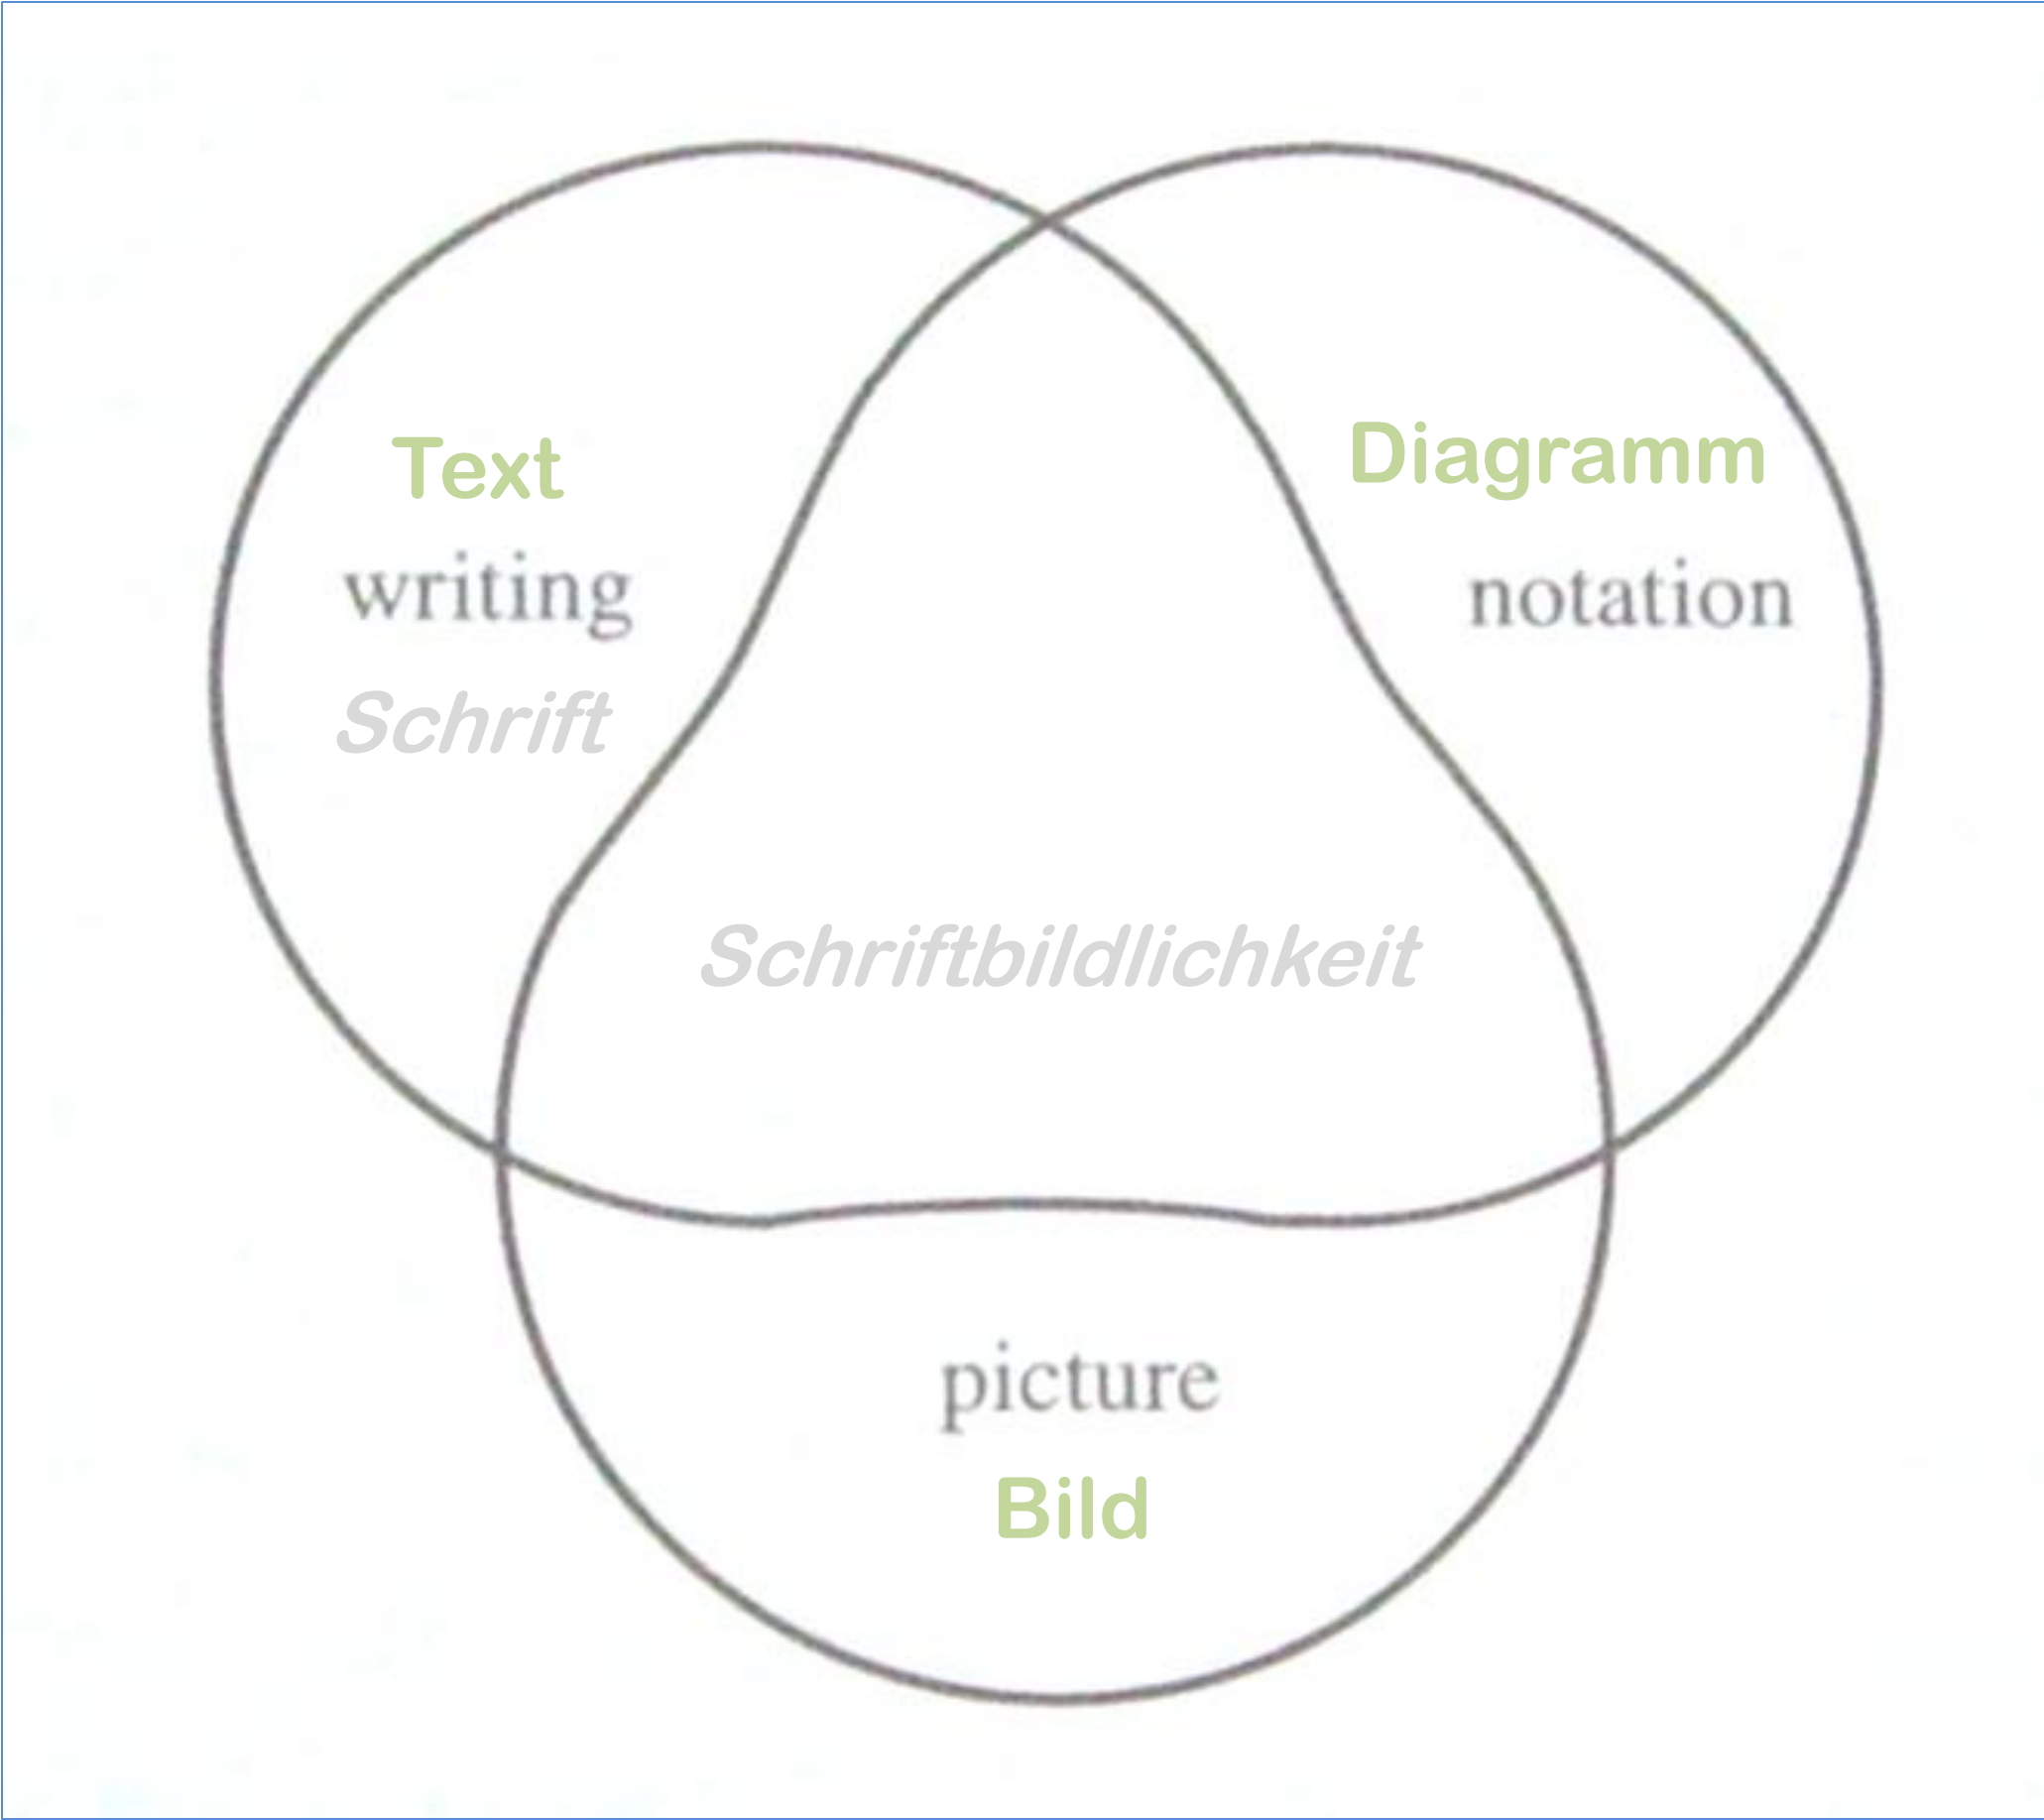 Text
writing
Schrift
Diagramm
notation
Schriftbildlichkeit
picture
Bild